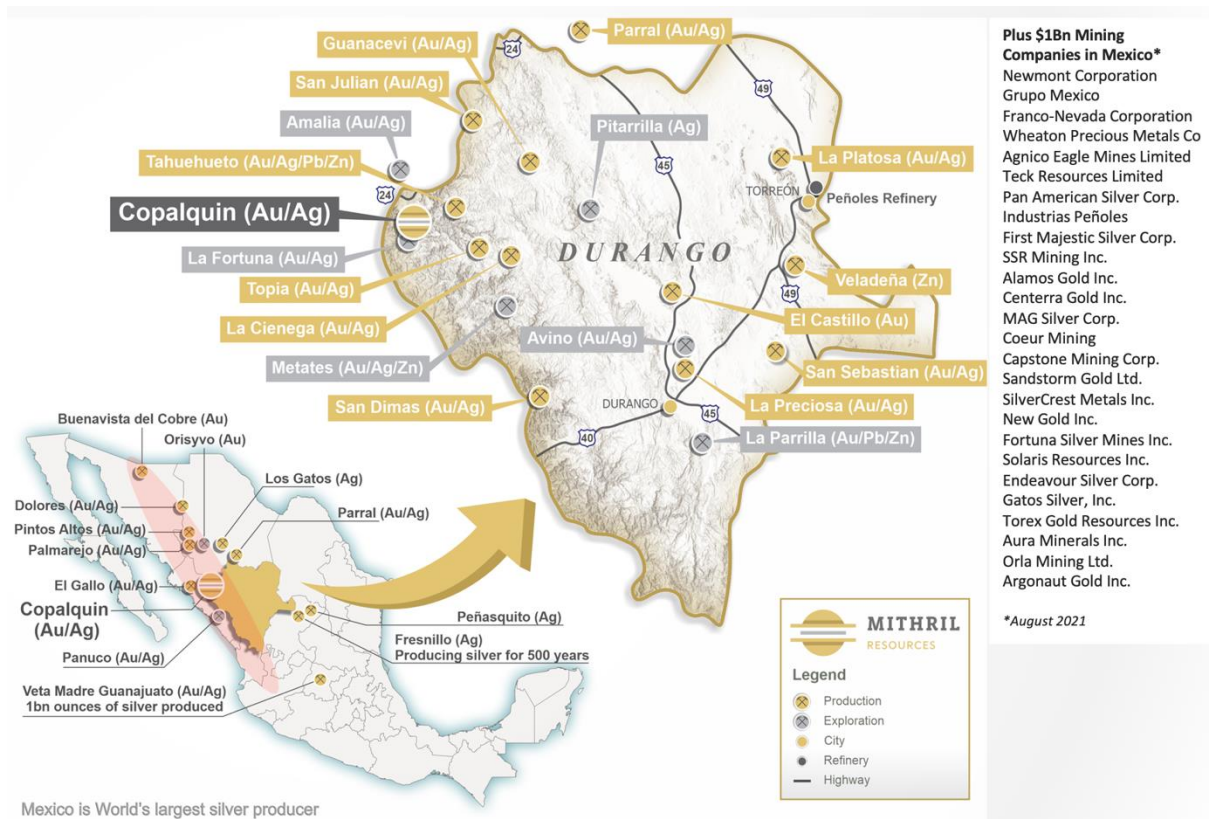 Parral (Au/Ag)
Guanacevi (Au/Ag)
24
San Julian (Au/Ag)
49
Amalia (Au/Ag)
Pitarrilla (Ag)
Tahuehueto (Au/Ag/Pb/Zn)
45
La Platosa (Au/Ag)
24
TORREÓN
Peñoles Refinery
Copalquin (Au/Ag)
DURANGO
La Fortuna (Au/Ag)
Topia (Au/Ag)
Veladeña (Zn)
49
La Cienega (Au/Ag)
El Castillo (Au)
Avino (Au/Ag)
Metates (Au/Ag/Zn)
San Sebastian (Au/Ag)
San Dimas (Au/Ag)
DURANGO
La Preciosa (Au/Ag)
45
40
La Parrilla (Au/Pb/Zn)
Buenavista del Cobre (Au)
Orisyvo (Au)
Los Gatos (Ag)
Dolores (Au/Ag)
Parral (Au/Ag)
Pintos Altos (Au/Ag)
Palmarejo (Au/Ag)
El Gallo (Au/Ag)
Copalquin
(Au/Ag)
Peñasquito (Ag)
Panuco (Au/Ag)
Fresnillo (Ag)
Producing silver for 500 years
Veta Madre Guanajuato (Au/Ag)
1bn ounces of silver produced
Mexico is World's largest silver producer
MITHRIL
RESOURCES
Legend
Production
Exploration
City
Refinery
Highway
Plus $1Bn Mining
Companies in Mexico*
Newmont Corporation
Grupo Mexico
Franco-Nevada Corporation
Wheaton Precious Metals Co
Agnico Eagle Mines Limited
Teck Resources Limited
Pan American Silver Corp.
Industrias Peñoles
First Majestic Silver Corp.
SSR Mining Inc.
Alamos Gold Inc.
Centerra Gold Inc.
MAG Silver Corp.
Coeur Mining
Capstone Mining Corp.
Sandstorm Gold Ltd.
SilverCrest Metals Inc.
New Gold Inc.
Fortuna Silver Mines Inc.
Solaris Resources Inc.
Endeavour Silver Corp.
Gatos Silver, Inc.
Torex Gold Resources Inc.
Aura Minerals Inc.
Orla Mining Ltd.
Argonaut Gold Inc.
*August 2021